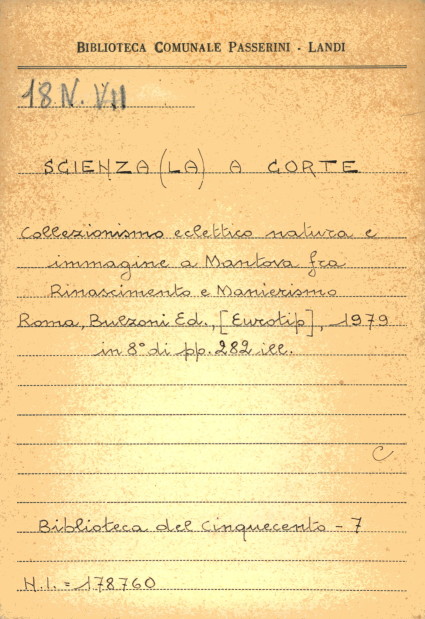 BIBLIOTECA COMUNALE PASSERINI - LANDI
18 N. VII
SCIENZA (LA) A CORTE
Collezionismo eclettico natura e
immagine a Mantova fra
Rinascimento e Manierismo
Roma, Bulzoni Ed., [Eurotip], 1979
in 8° di pp. 282 ill.
C
Biblioteca del Cinquecento - 7
N.I. = 178760